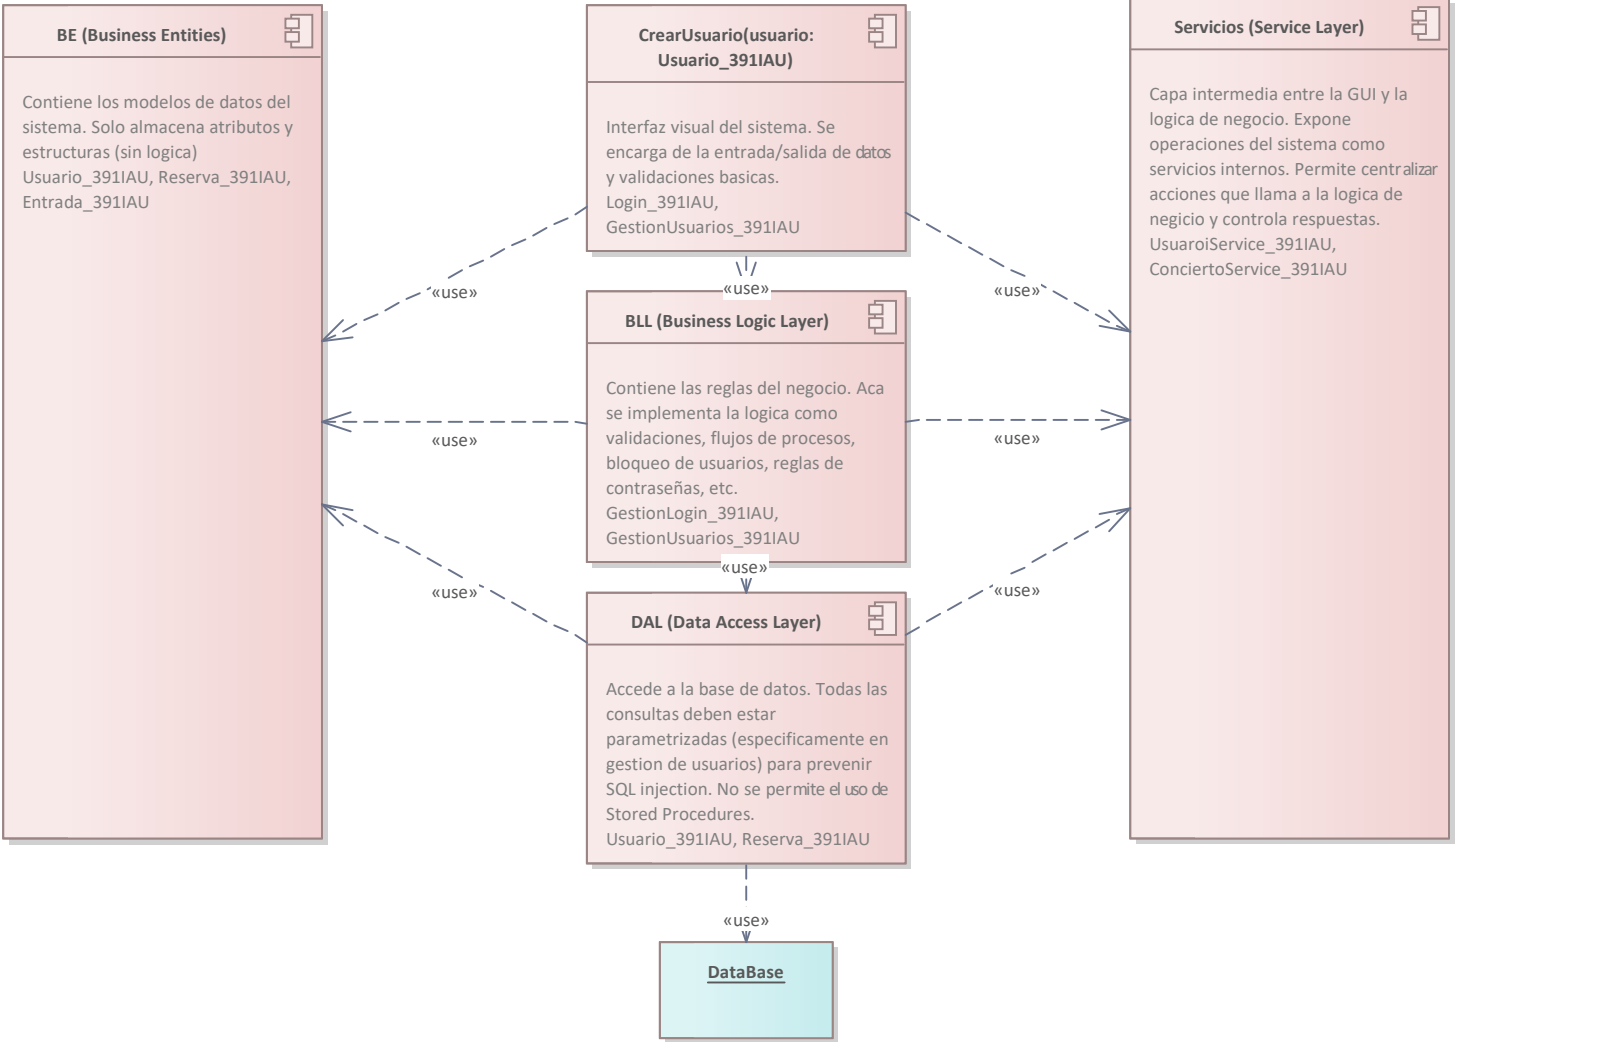 BE (Business Entities)
Contiene los modelos de datos del
sistema. Solo almacena atributos y
estructuras (sin logica)
Usuario_391IAU, Reserva_391IAU,
Entrada_391IAU
CrearUsuario(usuario:
Usuario_391IAU)
Interfaz visual del sistema. Se
encarga de la entrada/salida de datos
y validaciones basicas.
Login_391IAU,
GestionUsuarios_391IAU
Servicios (Service Layer)
Capa intermedia entre la GUI y la
logica de negocio. Expone
operaciones del sistema como
servicios internos. Permite centralizar
acciones que llama a la logica de
negicio y controla respuestas.
UsuaroiService_391IAU,
ConciertoService_391IAU
«use»
«use»
«use»
BLL (Business Logic Layer)
Contiene las reglas del negocio. Aca
se implementa la logica como
validaciones, flujos de procesos,
bloqueo de usuarios, reglas de
contraseñas, etc.
GestionLogin_391IAU,
GestionUsuarios_391IAU
«use»
«use»
«use»
«use»
«use»
DAL (Data Access Layer)
Accede a la base de datos. Todas las
consultas deben estar
parametrizadas (especificamente en
gestion de usuarios) para prevenir
SQL injection. No se permite el uso de
Stored Procedures.
Usuario_391IAU, Reserva_391IAU
«use»
DataBase